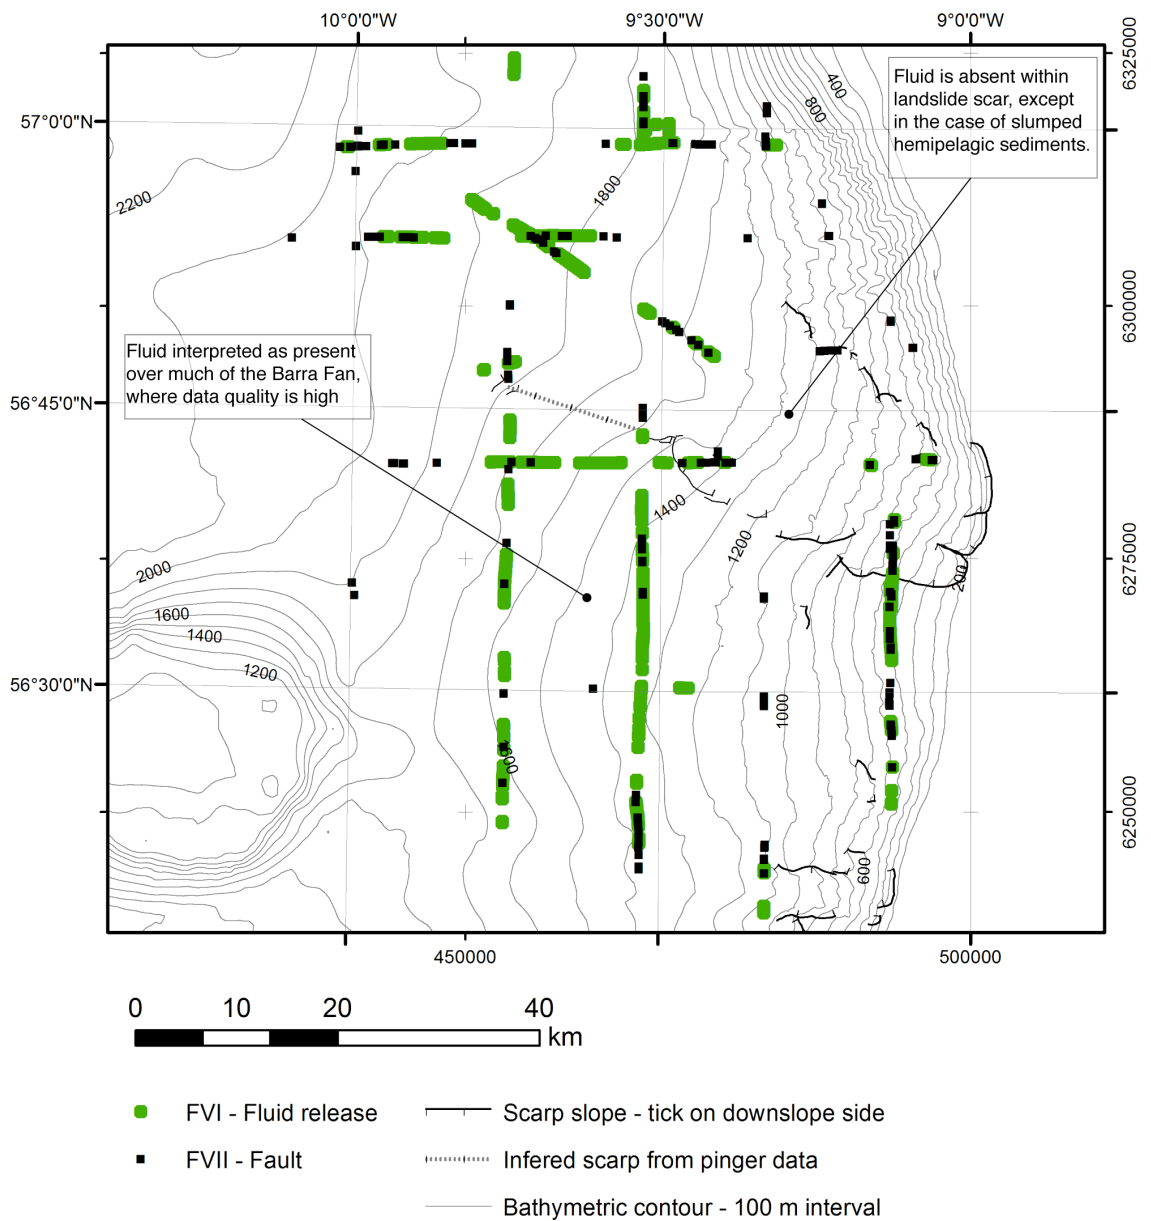 10°0'0"W
9°30'0"W
9°0'0"W
6325000
6300000
6275000
6250000
57°0'0"N
56°45'0"N
56°30'0"N
450000
500000
Fluid is absent within
landslide scar, except
in the case of slumped
hemipelagic sediments.
Fluid interpreted as present
over much of the Barra Fan,
where data quality is high
400
800
2200
1800
1400
1200
200
2000
1600
1400
1200
1000
1600
600
0
10
20
40
km
FVI - Fluid release
FVII - Fault
Scarp slope - tick on downslope side
Infered scarp from pinger data
Bathymetric contour - 100 m interval